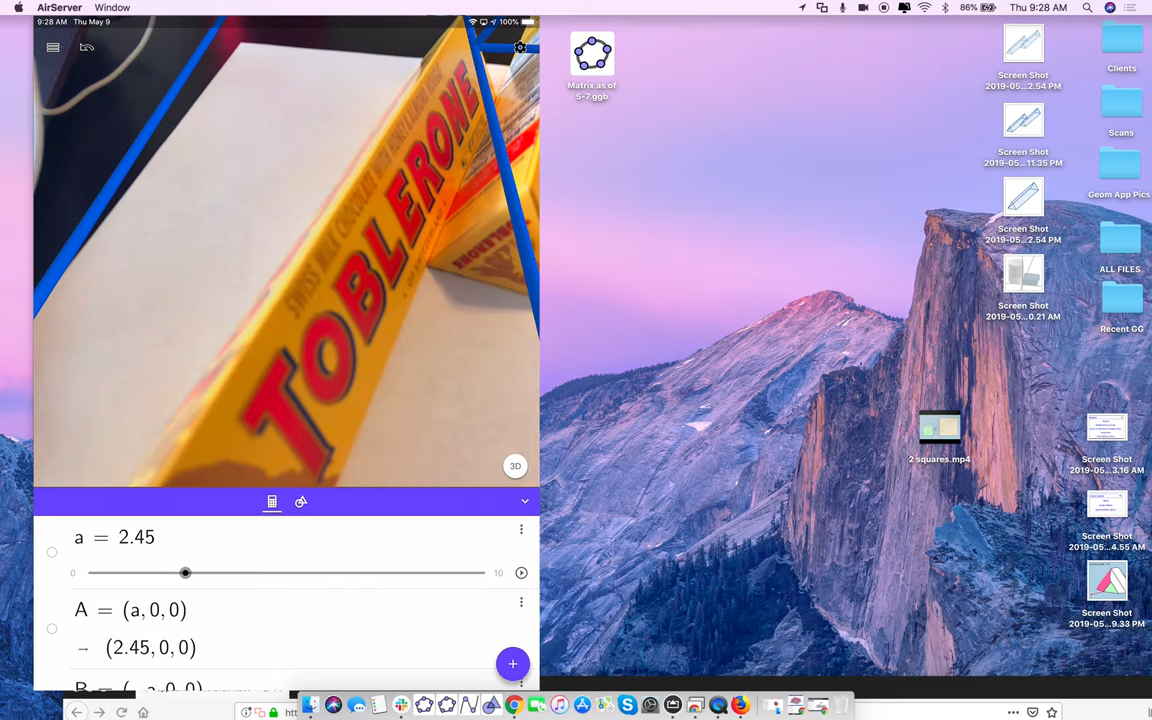 AirServer Window
86%
Thu 9:28 AM
9:28 AM Thu May 9
100%
SWISS MILK CHOCOLATE WITH HONEY & ALMOND NOUGAT
TOBLERONE
TOBLERONE
3D
a = 2.45
0
10
A = (a, 0, 0)
→ (2.45, 0, 0)
+
Matrix as of
5-7.ggb
Screen Shot
2019-05...2.54 PM
Screen Shot
2019-05...11.35 PM
Screen Shot
2019-05...2.54 PM
Screen Shot
2019-05...0.21 AM
Clients
Scans
Geom App Pics
ALL FILES
Recent GG
2 squares.mp4
Screen Shot
2019-05...3.16 AM
Screen Shot
2019-05...4.55 AM
Screen Shot
2019-05...9.33 PM